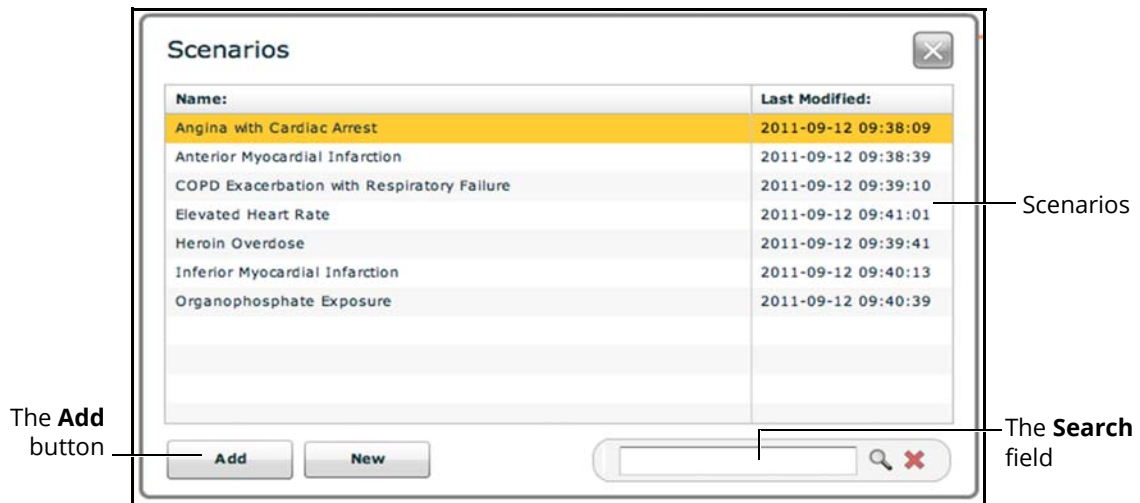 Scenarios
Name: Last Modified:
Angina with Cardiac Arrest 2011-09-12 09:38:09
Anterior Myocardial Infarction 2011-09-12 09:38:39
COPD Exacerbation with Respiratory Failure 2011-09-12 09:39:10
Elevated Heart Rate 2011-09-12 09:41:01
Scenarios
Heroin Overdose 2011-09-12 09:39:41
Inferior Myocardial Infarction 2011-09-12 09:40:13
Organophosphate Exposure 2011-09-12 09:40:39
The Add
button
Add New
The Search
field